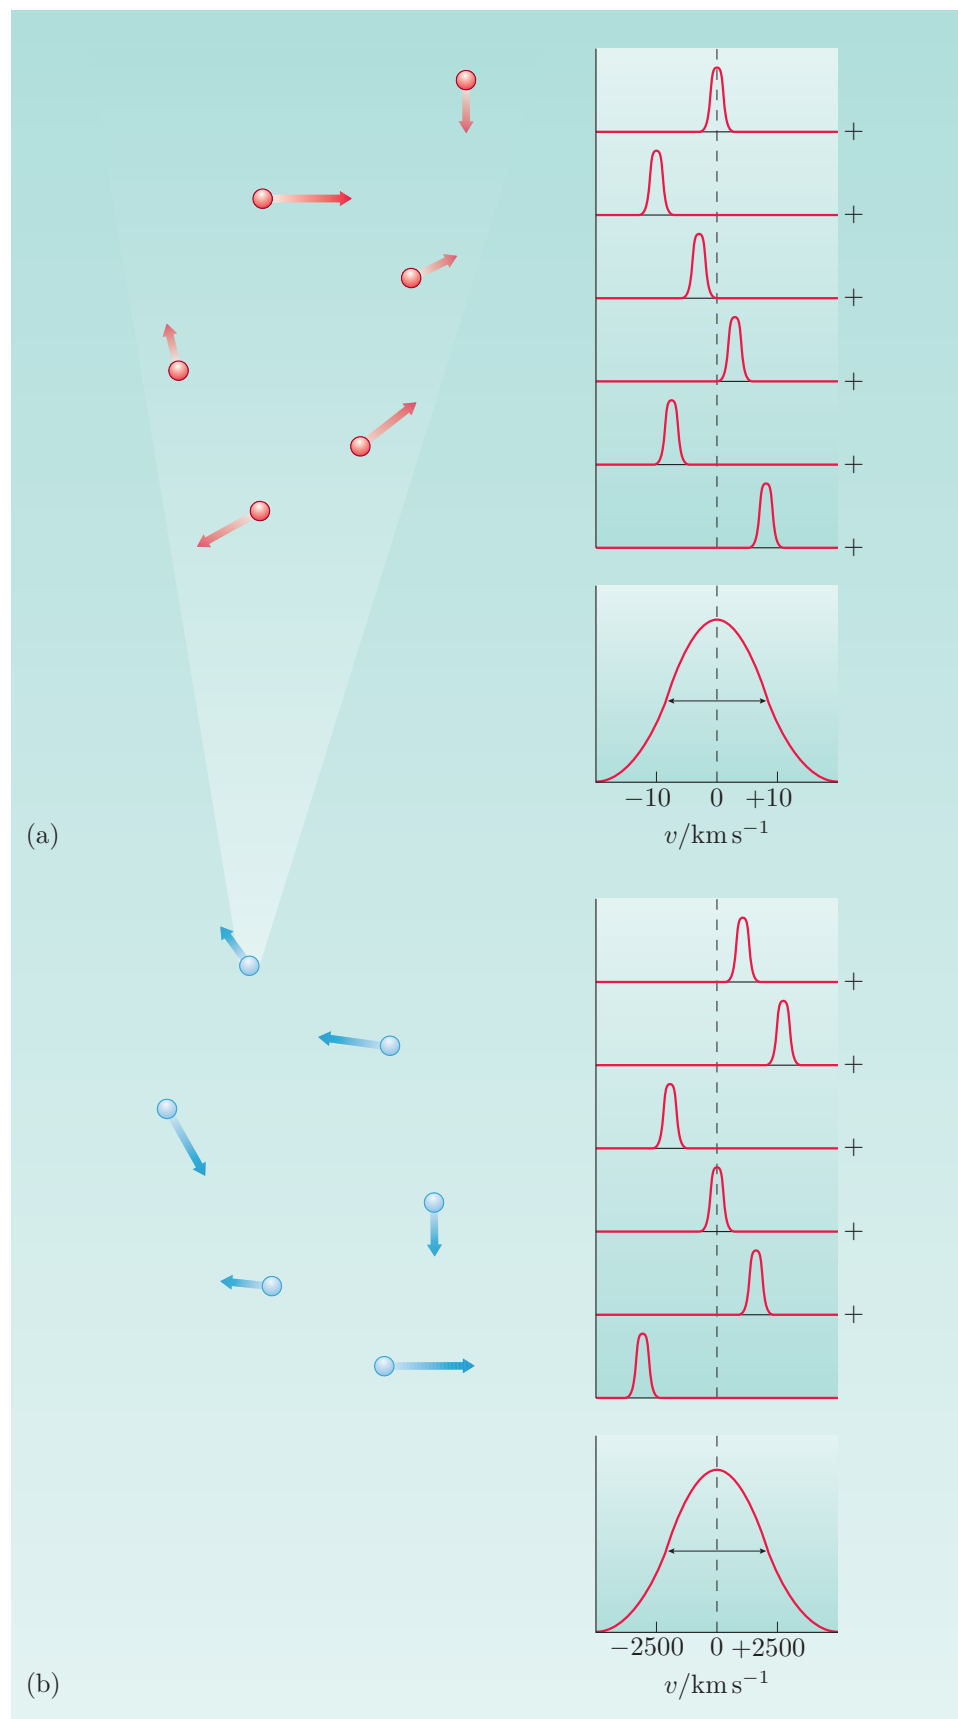 +
+
+
+
+
+
−10 0 +10
v/km s⁻¹
(a)
+
+
+
+
+
−2500 0 +2500
v/km s⁻¹
(b)